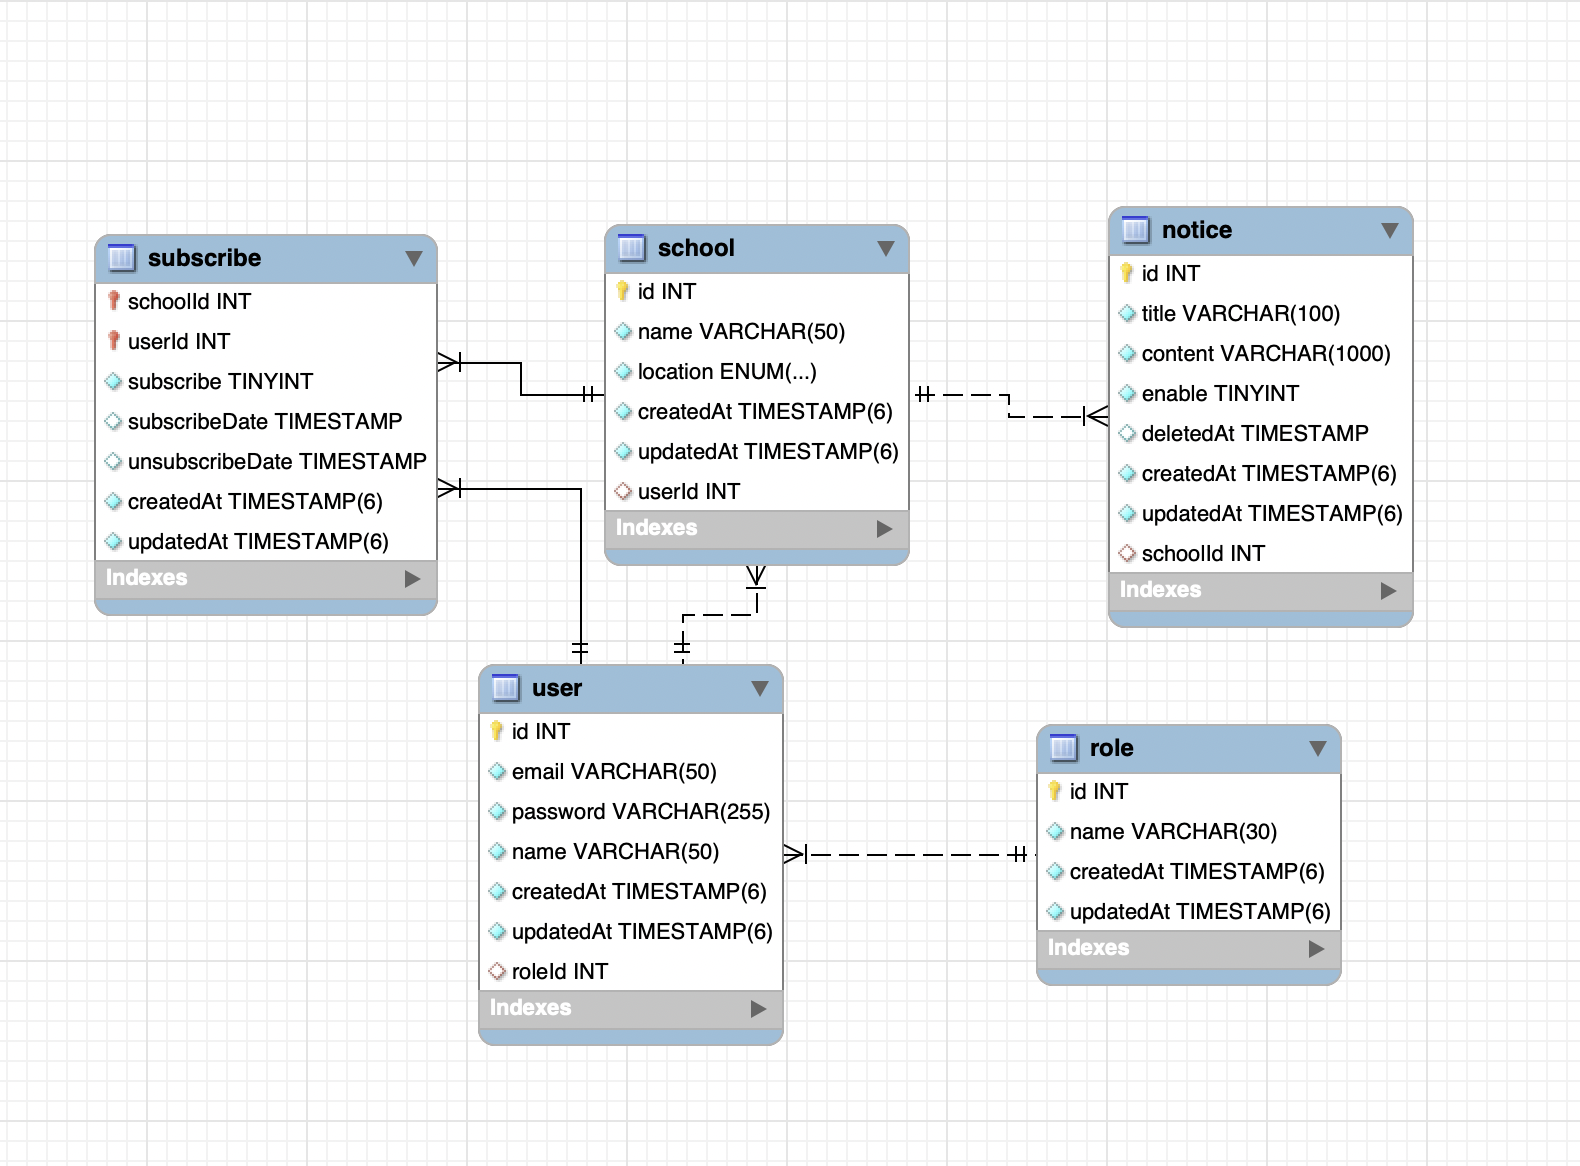 subscribe
schoolId INT
userId INT
subscribe TINYINT
subscribeDate TIMESTAMP
unsubscribeDate TIMESTAMP
createdAt TIMESTAMP(6)
updatedAt TIMESTAMP(6)
Indexes
school
id INT
name VARCHAR(50)
location ENUM(...)
createdAt TIMESTAMP(6)
updatedAt TIMESTAMP(6)
userId INT
Indexes
notice
id INT
title VARCHAR(100)
content VARCHAR(1000)
enable TINYINT
deletedAt TIMESTAMP
createdAt TIMESTAMP(6)
updatedAt TIMESTAMP(6)
schoolId INT
Indexes
user
id INT
email VARCHAR(50)
password VARCHAR(255)
name VARCHAR(50)
createdAt TIMESTAMP(6)
updatedAt TIMESTAMP(6)
roleId INT
Indexes
role
id INT
name VARCHAR(30)
createdAt TIMESTAMP(6)
updatedAt TIMESTAMP(6)
Indexes